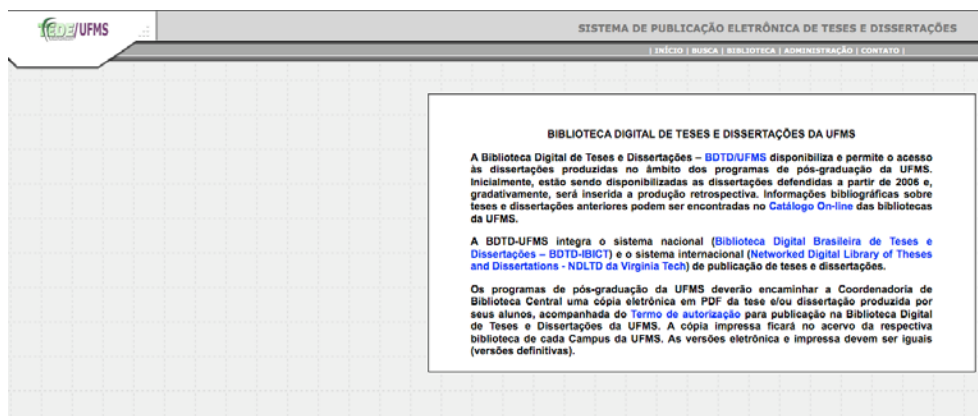 TEDE/UFMS
SISTEMA DE PUBLICAÇÃO ELETRÔNICA DE TESES E DISSERTAÇÕES
| INÍCIO | BUSCA | BIBLIOTECA | ADMINISTRAÇÃO | CONTATO |
BIBLIOTECA DIGITAL DE TESES E DISSERTAÇÕES DA UFMS
A Biblioteca Digital de Teses e Dissertações – BDTD/UFMS disponibiliza e permite o acesso
às dissertações produzidas no âmbito dos programas de pós-graduação da UFMS.
Inicialmente, estão sendo disponibilizadas as dissertações defendidas a partir de 2006 e,
gradativamente, será inserida a produção retrospectiva. Informações bibliográficas sobre
teses e dissertações anteriores podem ser encontradas no Catálogo On-line das bibliotecas
da UFMS.
A BDTD-UFMS integra o sistema nacional (Biblioteca Digital Brasileira de Teses e
Dissertações – BDTD-IBICT) e o sistema internacional (Networked Digital Library of Theses
and Dissertations - NDLTD da Virginia Tech) de publicação de teses e dissertações.
Os programas de pós-graduação da UFMS deverão encaminhar a Coordenadoria de
Biblioteca Central uma cópia eletrônica em PDF da tese e/ou dissertação produzida por
seus alunos, acompanhada do Termo de autorização para publicação na Biblioteca Digital
de Teses e Dissertações da UFMS. A cópia impressa ficará no acervo da respectiva
biblioteca de cada Campus da UFMS. As versões eletrônica e impressa devem ser iguais
(versões definitivas).